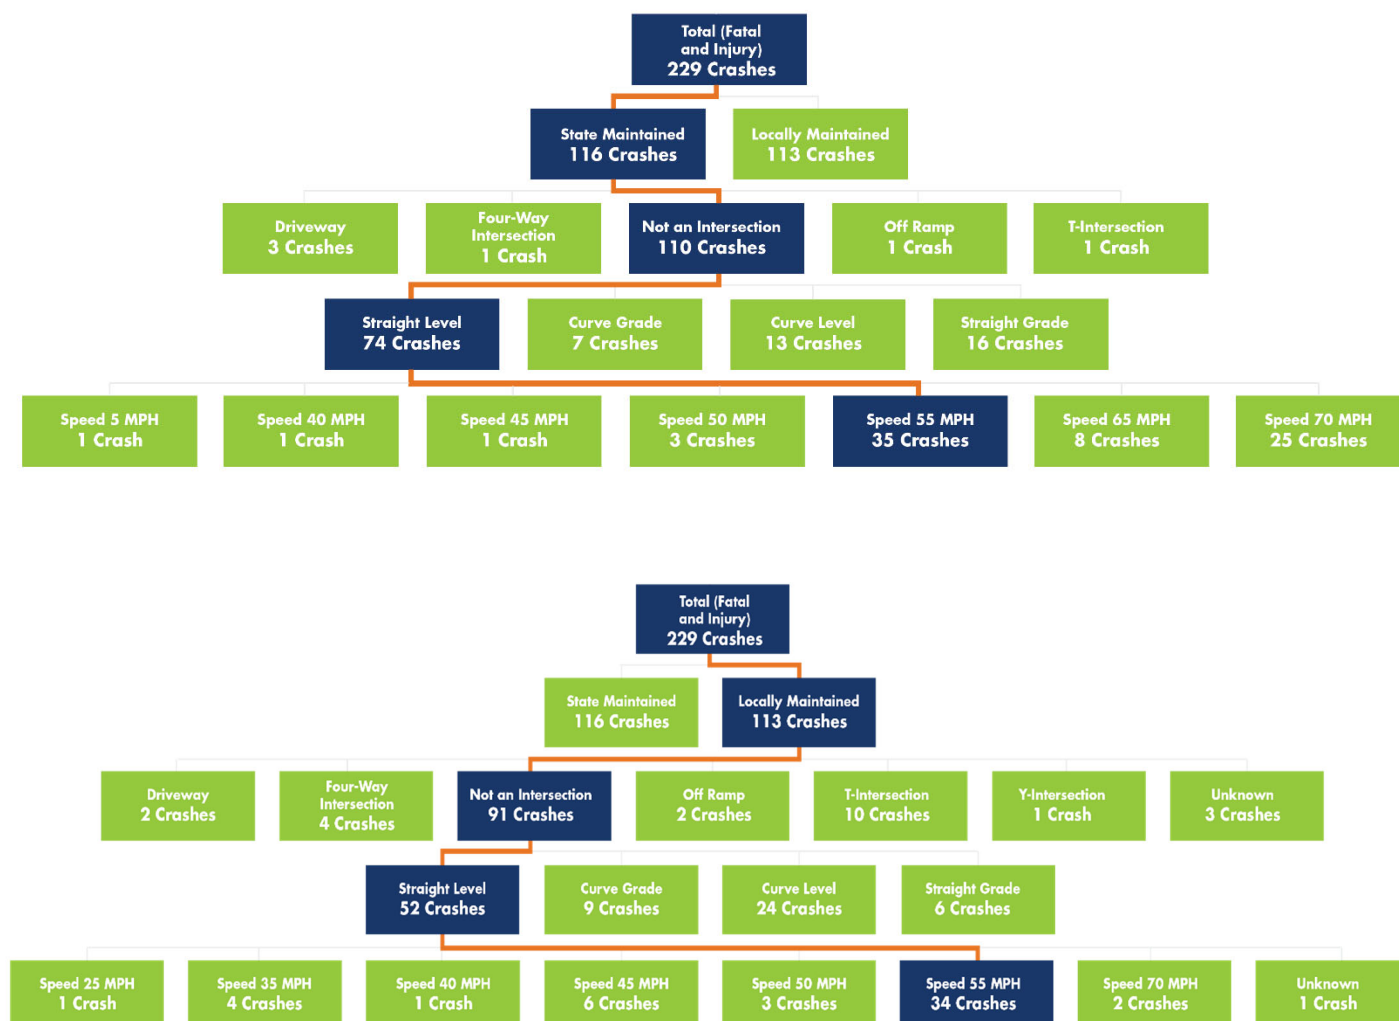 Total (Fatal
and Injury)
229 Crashes
State Maintained
116 Crashes
Locally Maintained
113 Crashes
Driveway
3 Crashes
Four-Way
Intersection
1 Crash
Not an Intersection
110 Crashes
Off Ramp
1 Crash
T-Intersection
1 Crash
Straight Level
74 Crashes
Curve Grade
7 Crashes
Curve Level
13 Crashes
Straight Grade
16 Crashes
Speed 5 MPH
1 Crash
Speed 40 MPH
1 Crash
Speed 45 MPH
1 Crash
Speed 50 MPH
3 Crashes
Speed 55 MPH
35 Crashes
Speed 65 MPH
8 Crashes
Speed 70 MPH
25 Crashes
Total (Fatal
and Injury)
229 Crashes
State Maintained
116 Crashes
Locally Maintained
113 Crashes
Driveway
2 Crashes
Four-Way
Intersection
4 Crashes
Not an Intersection
91 Crashes
Off Ramp
2 Crashes
T-Intersection
10 Crashes
Y-Intersection
1 Crash
Unknown
3 Crashes
Straight Level
52 Crashes
Curve Grade
9 Crashes
Curve Level
24 Crashes
Straight Grade
6 Crashes
Speed 25 MPH
1 Crash
Speed 35 MPH
4 Crashes
Speed 40 MPH
1 Crash
Speed 45 MPH
6 Crashes
Speed 50 MPH
3 Crashes
Speed 55 MPH
34 Crashes
Speed 70 MPH
2 Crashes
Unknown
1 Crash